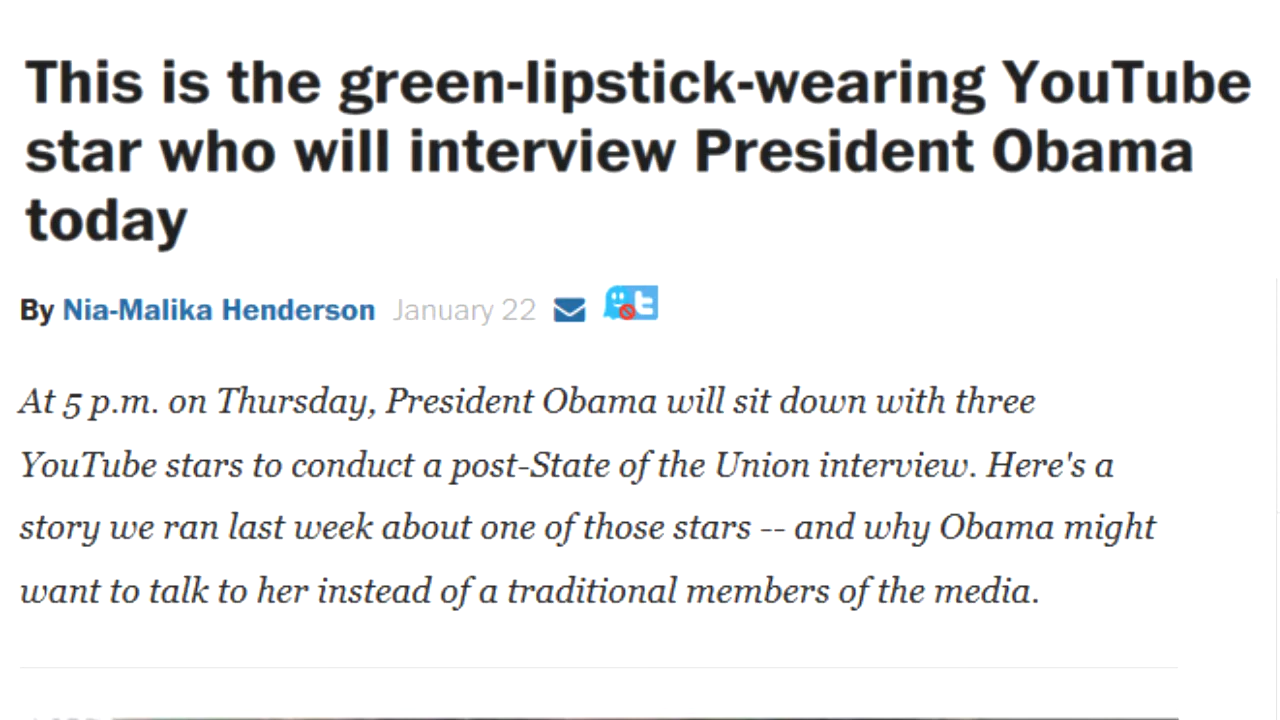 This is the green-lipstick-wearing YouTube
star who will interview President Obama
today
By Nia-Malika Henderson January 22
At 5 p.m. on Thursday, President Obama will sit down with three
YouTube stars to conduct a post-State of the Union interview. Here's a
story we ran last week about one of those stars -- and why Obama might
want to talk to her instead of a traditional members of the media.